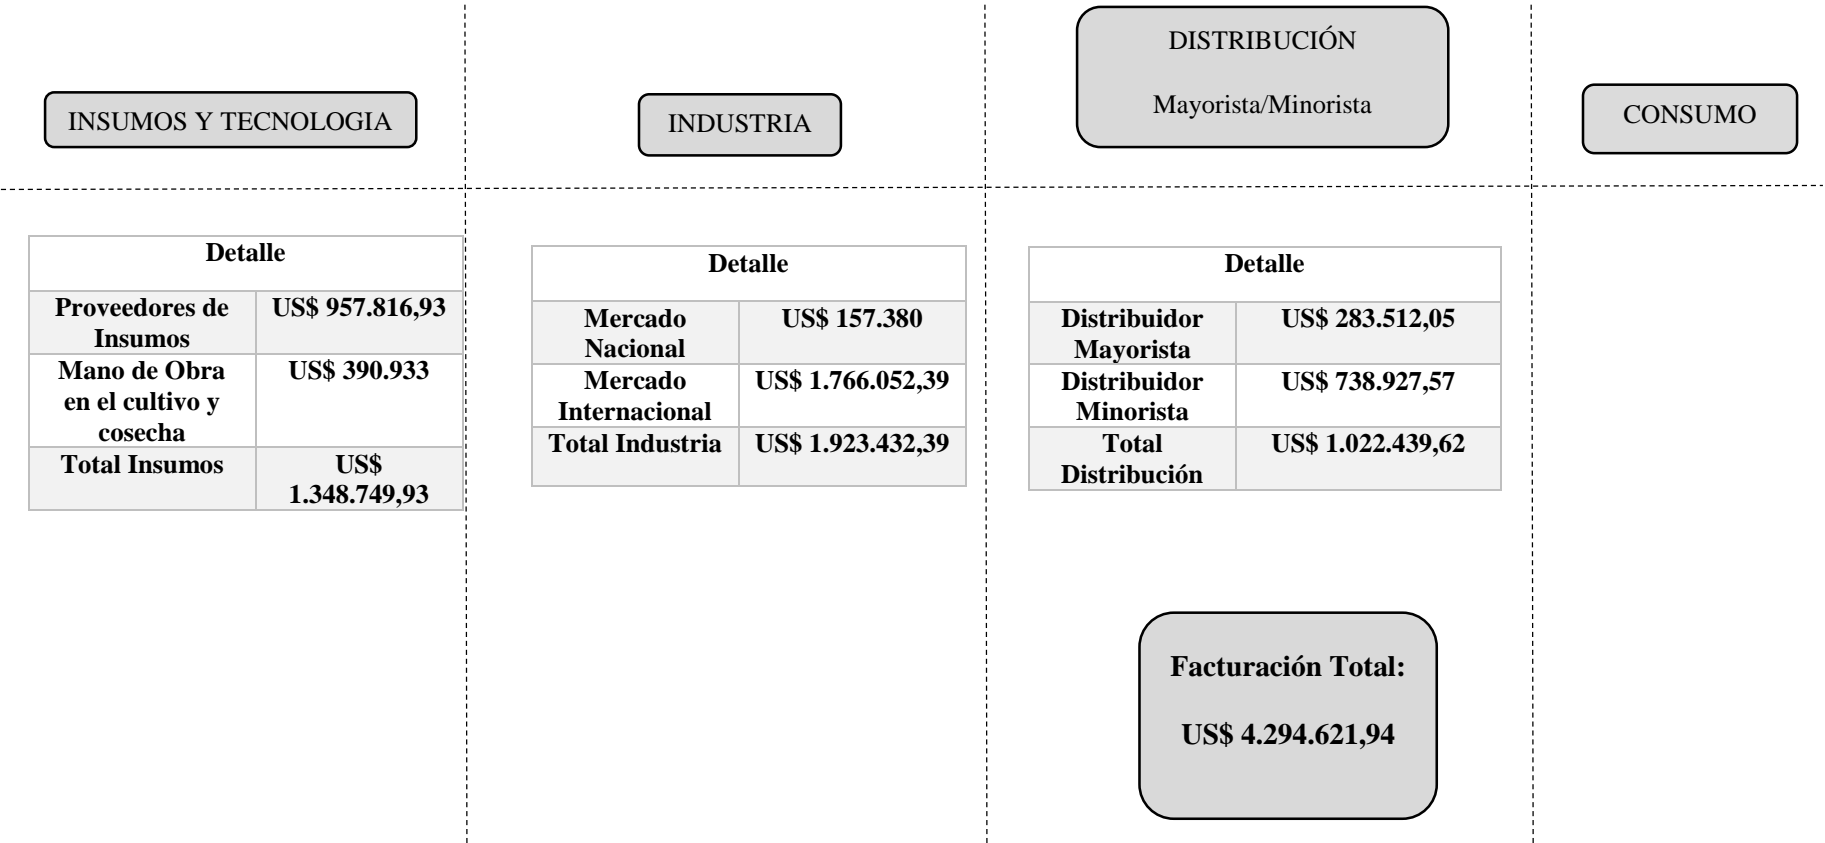 INSUMOS Y TECNOLOGIA
INDUSTRIA
DISTRIBUCIÓN
Mayorista/Minorista
CONSUMO
Detalle
Proveedores de
Insumos
US$ 957.816,93
Mano de Obra
en el cultivo y
cosecha
US$ 390.933
Total Insumos
US$
1.348.749,93
Detalle
Mercado
Nacional
US$ 157.380
Mercado
Internacional
US$ 1.766.052,39
Total Industria
US$ 1.923.432,39
Detalle
Distribuidor
Mayorista
US$ 283.512,05
Distribuidor
Minorista
US$ 738.927,57
Total
Distribución
US$ 1.022.439,62
Facturación Total:
US$ 4.294.621,94